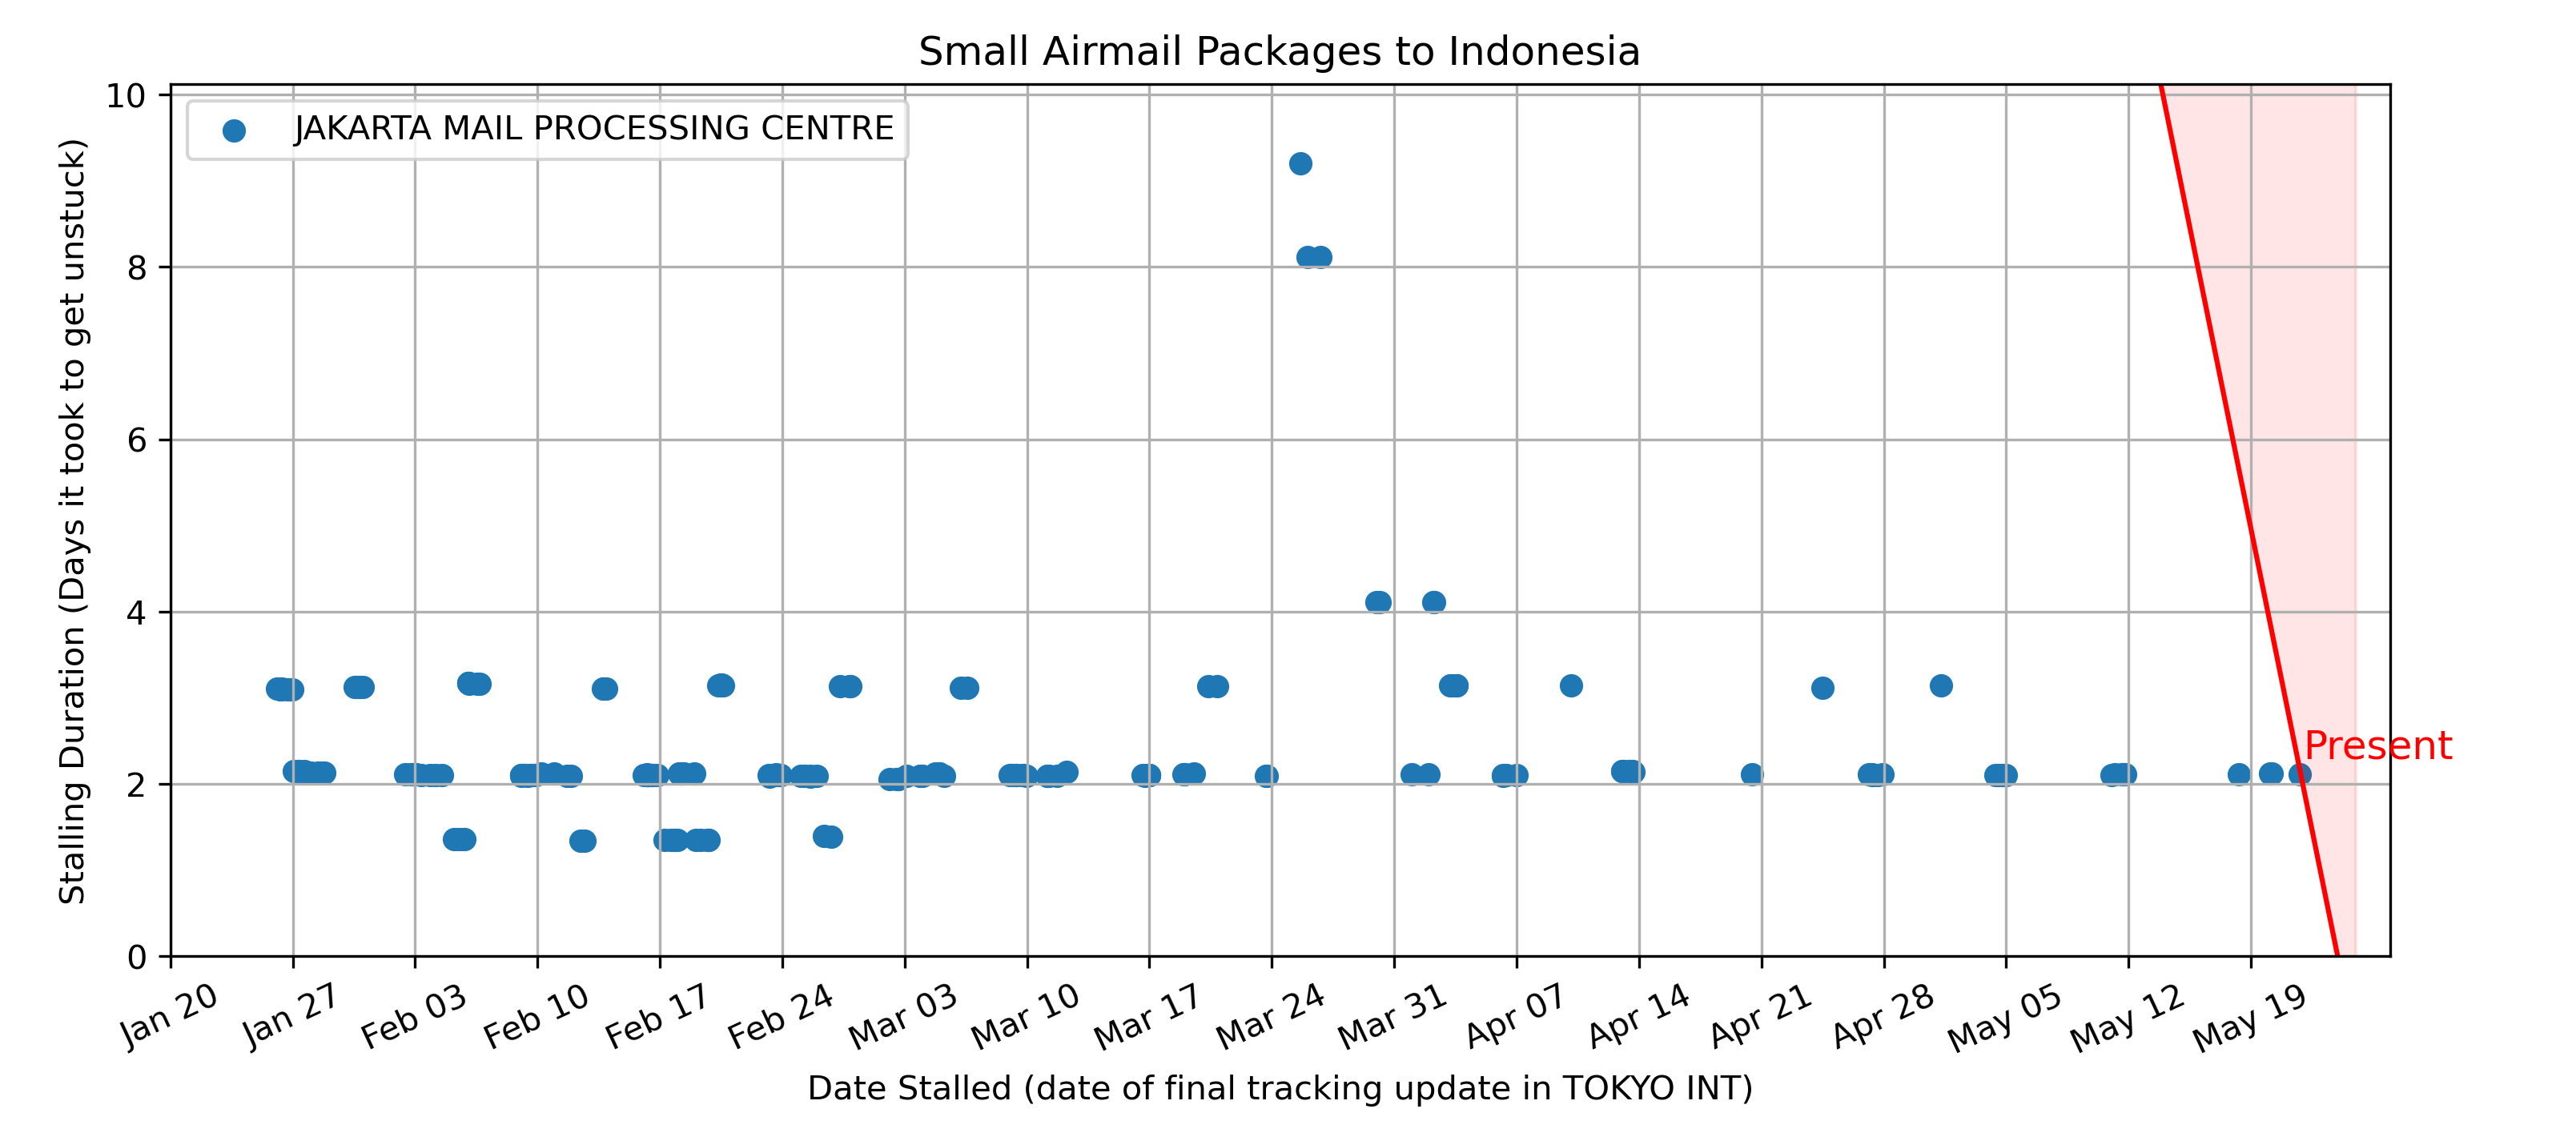 Small Airmail Packages to Indonesia
JAKARTA MAIL PROCESSING CENTRE
Stalling Duration (Days it took to get unstuck)
10
8
6
4
2
0
Present
Jan 20
Jan 27
Feb 03
Feb 10
Feb 17
Feb 24
Mar 03
Mar 10
Mar 17
Mar 24
Mar 31
Apr 07
Apr 14
Apr 21
Apr 28
May 05
May 12
May 19
Date Stalled (date of final tracking update in TOKYO INT)